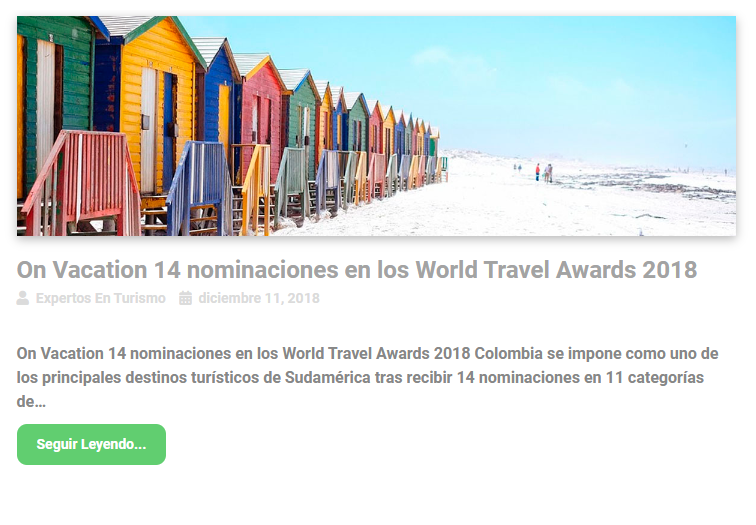 On Vacation 14 nominaciones en los World Travel Awards 2018
Expertos En Turismo diciembre 11, 2018
On Vacation 14 nominaciones en los World Travel Awards 2018 Colombia se impone como uno de
los principales destinos turísticos de Sudamérica tras recibir 14 nominaciones en 11 categorías
de...
Seguir Leyendo...